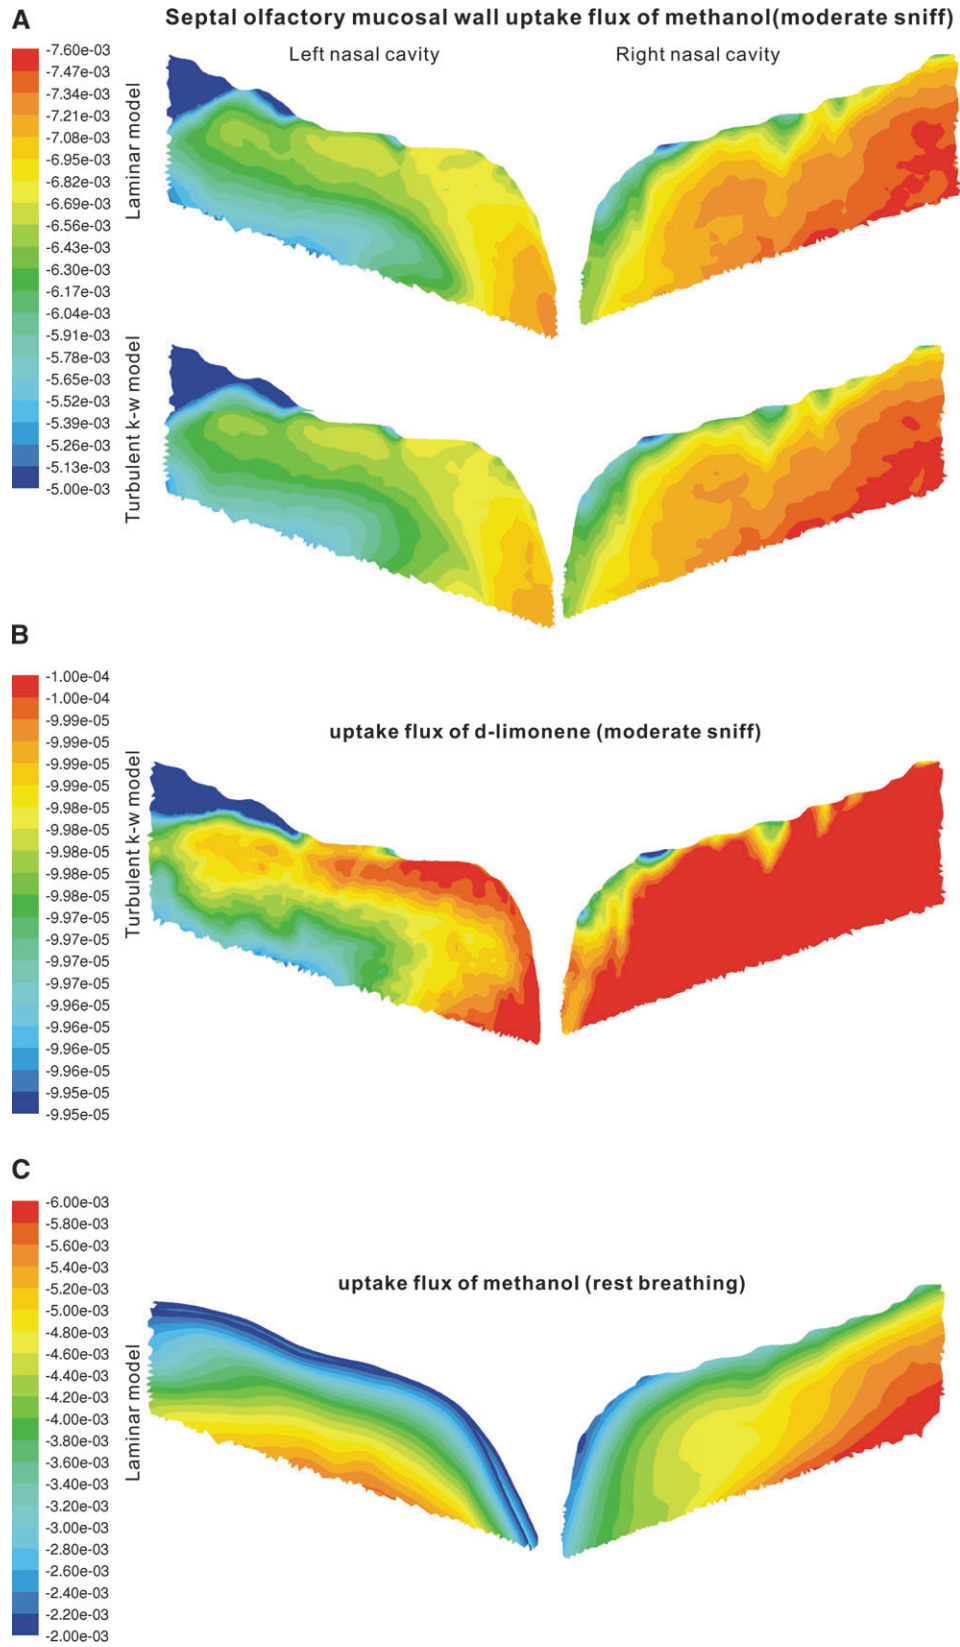 A
Septal olfactory mucosal wall uptake flux of methanol(moderate sniff)
Left nasal cavity
Right nasal cavity
-7.60e-03
-7.47e-03
-7.34e-03
-7.21e-03
-7.08e-03
-6.95e-03
-6.82e-03
-6.69e-03
-6.56e-03
-6.43e-03
-6.30e-03
-6.17e-03
-6.04e-03
-5.91e-03
-5.78e-03
-5.65e-03
-5.52e-03
-5.39e-03
-5.26e-03
-5.13e-03
-5.00e-03
Laminar model
Turbulent k-w model
B
uptake flux of d-limonene (moderate sniff)
-1.00e-04
-1.00e-04
-9.99e-05
-9.99e-05
-9.99e-05
-9.99e-05
-9.98e-05
-9.98e-05
-9.98e-05
-9.98e-05
-9.98e-05
-9.97e-05
-9.97e-05
-9.97e-05
-9.97e-05
-9.96e-05
-9.96e-05
-9.96e-05
-9.96e-05
-9.95e-05
-9.95e-05
Turbulent k-w model
C
uptake flux of methanol (rest breathing)
-6.00e-03
-5.80e-03
-5.60e-03
-5.40e-03
-5.20e-03
-5.00e-03
-4.80e-03
-4.60e-03
-4.40e-03
-4.20e-03
-4.00e-03
-3.80e-03
-3.60e-03
-3.40e-03
-3.20e-03
-3.00e-03
-2.80e-03
-2.60e-03
-2.40e-03
-2.20e-03
-2.00e-03
Laminar model